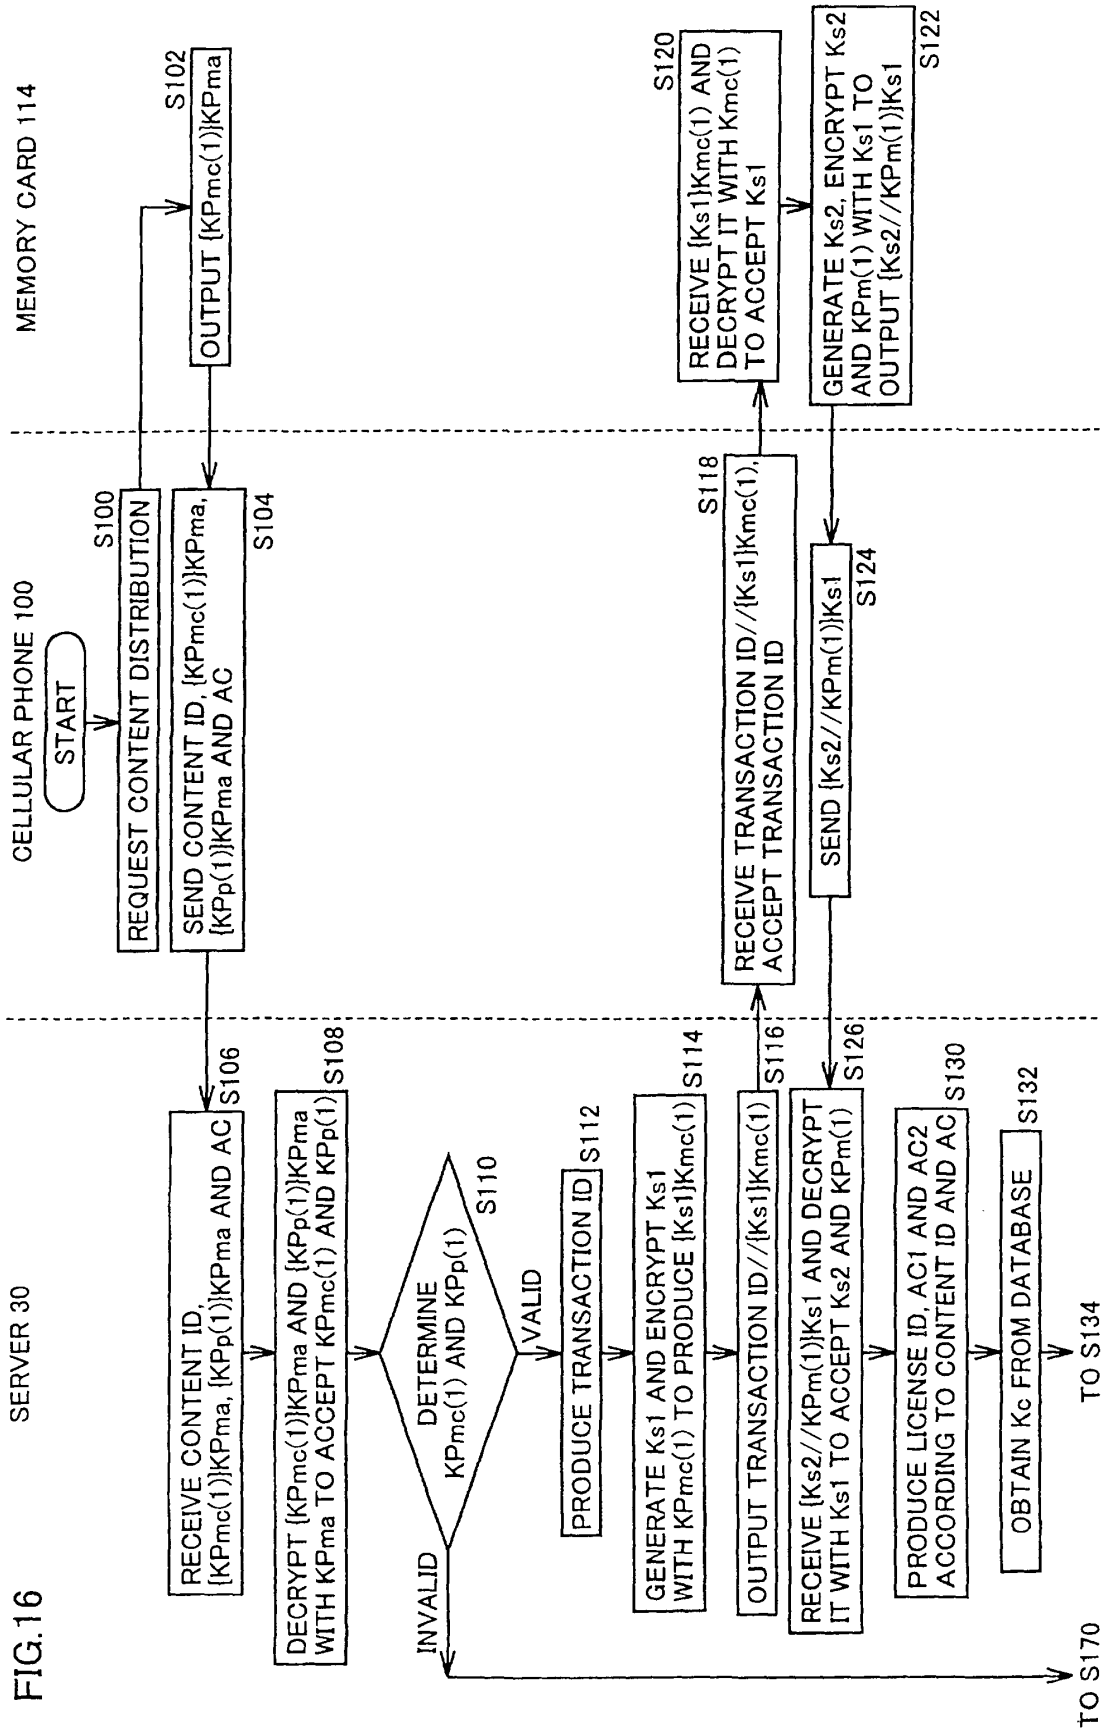 FIG.16
SERVER 30
CELLULAR PHONE 100
MEMORY CARD 114
START
S100
REQUEST CONTENT DISTRIBUTION
S102
OUTPUT {KPmc(1)}KPma
SEND CONTENT ID, {KPmc(1)}KPma,
{KPp(1)}KPma AND AC
S104
RECEIVE CONTENT ID,
{KPmc(1)}KPma, {KPp(1)}KPma AND AC
S106
S108
DECRYPT {KPmc(1)}KPma AND {KPp(1)}KPma
WITH KPma TO ACCEPT KPmc(1) AND KPp(1)
DETERMINE
KPmc(1) AND KPp(1)
S110
INVALID
VALID
S112
PRODUCE TRANSACTION ID
S114
GENERATE Ks1 AND ENCRYPT Ks1
WITH KPmc(1) TO PRODUCE {Ks1}Kmc(1)
OUTPUT TRANSACTION ID//{Ks1}Kmc(1)
S116
S118
RECEIVE TRANSACTION ID//{Ks1}Kmc(1),
ACCEPT TRANSACTION ID
S120
RECEIVE {Ks1}Kmc(1) AND
DECRYPT IT WITH Kmc(1)
TO ACCEPT Ks1
GENERATE Ks2, ENCRYPT Ks2
AND KPm(1) WITH Ks1 TO
OUTPUT {Ks2//KPm(1)}Ks1
S122
SEND {Ks2//KPm(1)}Ks1
S124
RECEIVE {Ks2//KPm(1)}Ks1 AND DECRYPT
IT WITH Ks1 TO ACCEPT Ks2 AND KPm(1)
S126
S130
PRODUCE LICENSE ID, AC1 AND AC2
ACCORDING TO CONTENT ID AND AC
S132
OBTAIN Kc FROM DATABASE
TO S170
TO S134